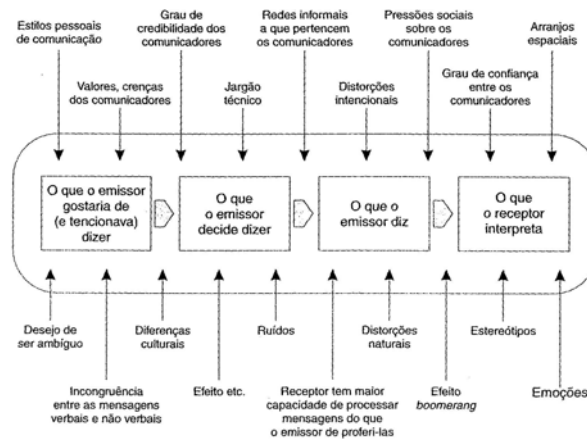 Estilos pessoais
de comunicação
Grau de
credibilidade dos
comunicadores
Redes informais
a que pertencem
os comunicadores
Pressões sociais
sobre os
comunicadores
Arranjos
espaciais
Valores, crenças
dos comunicadores
Jargão
técnico
Distorções
intencionais
Grau de confiança
entre os
comunicadores
O que o emissor
gostaria de
(e tencionava)
dizer
O que
o emissor
decide dizer
O que o
emissor diz
O que
o receptor
interpreta
Desejo de
ser ambíguo
Diferenças
culturais
Ruídos
Distorções
naturais
Estereótipos
Incongruência
entre as mensagens
verbais e não verbais
Efeito etc.
Receptor tem maior
capacidade de processar
mensagens do que
o emissor de proferi-las
Efeito
boomerang
Emoções